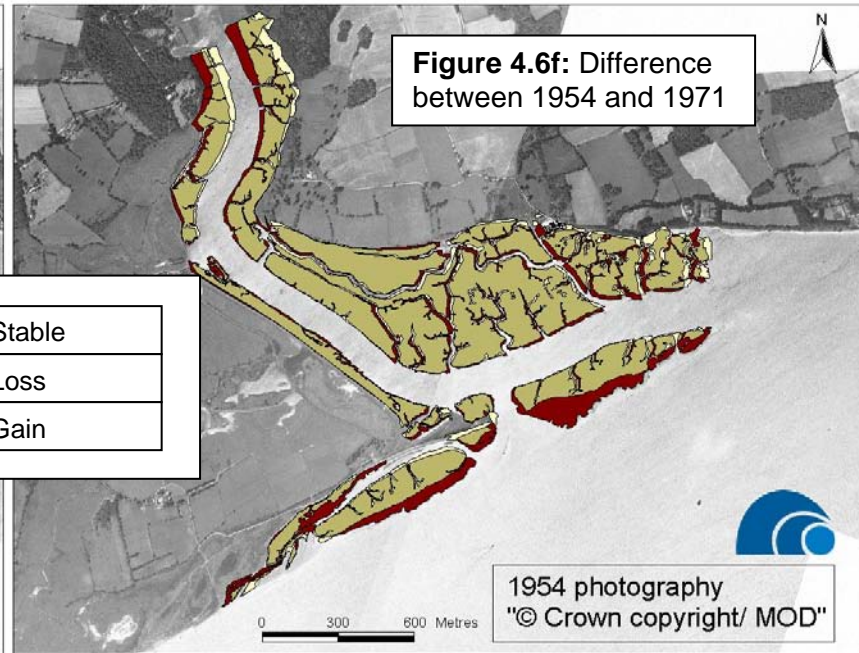 Figure 4.6f: Difference
between 1954 and 1971
N
Stable
Loss
Gain
0 300 600 Metres
1954 photography
"© Crown copyright/ MOD"